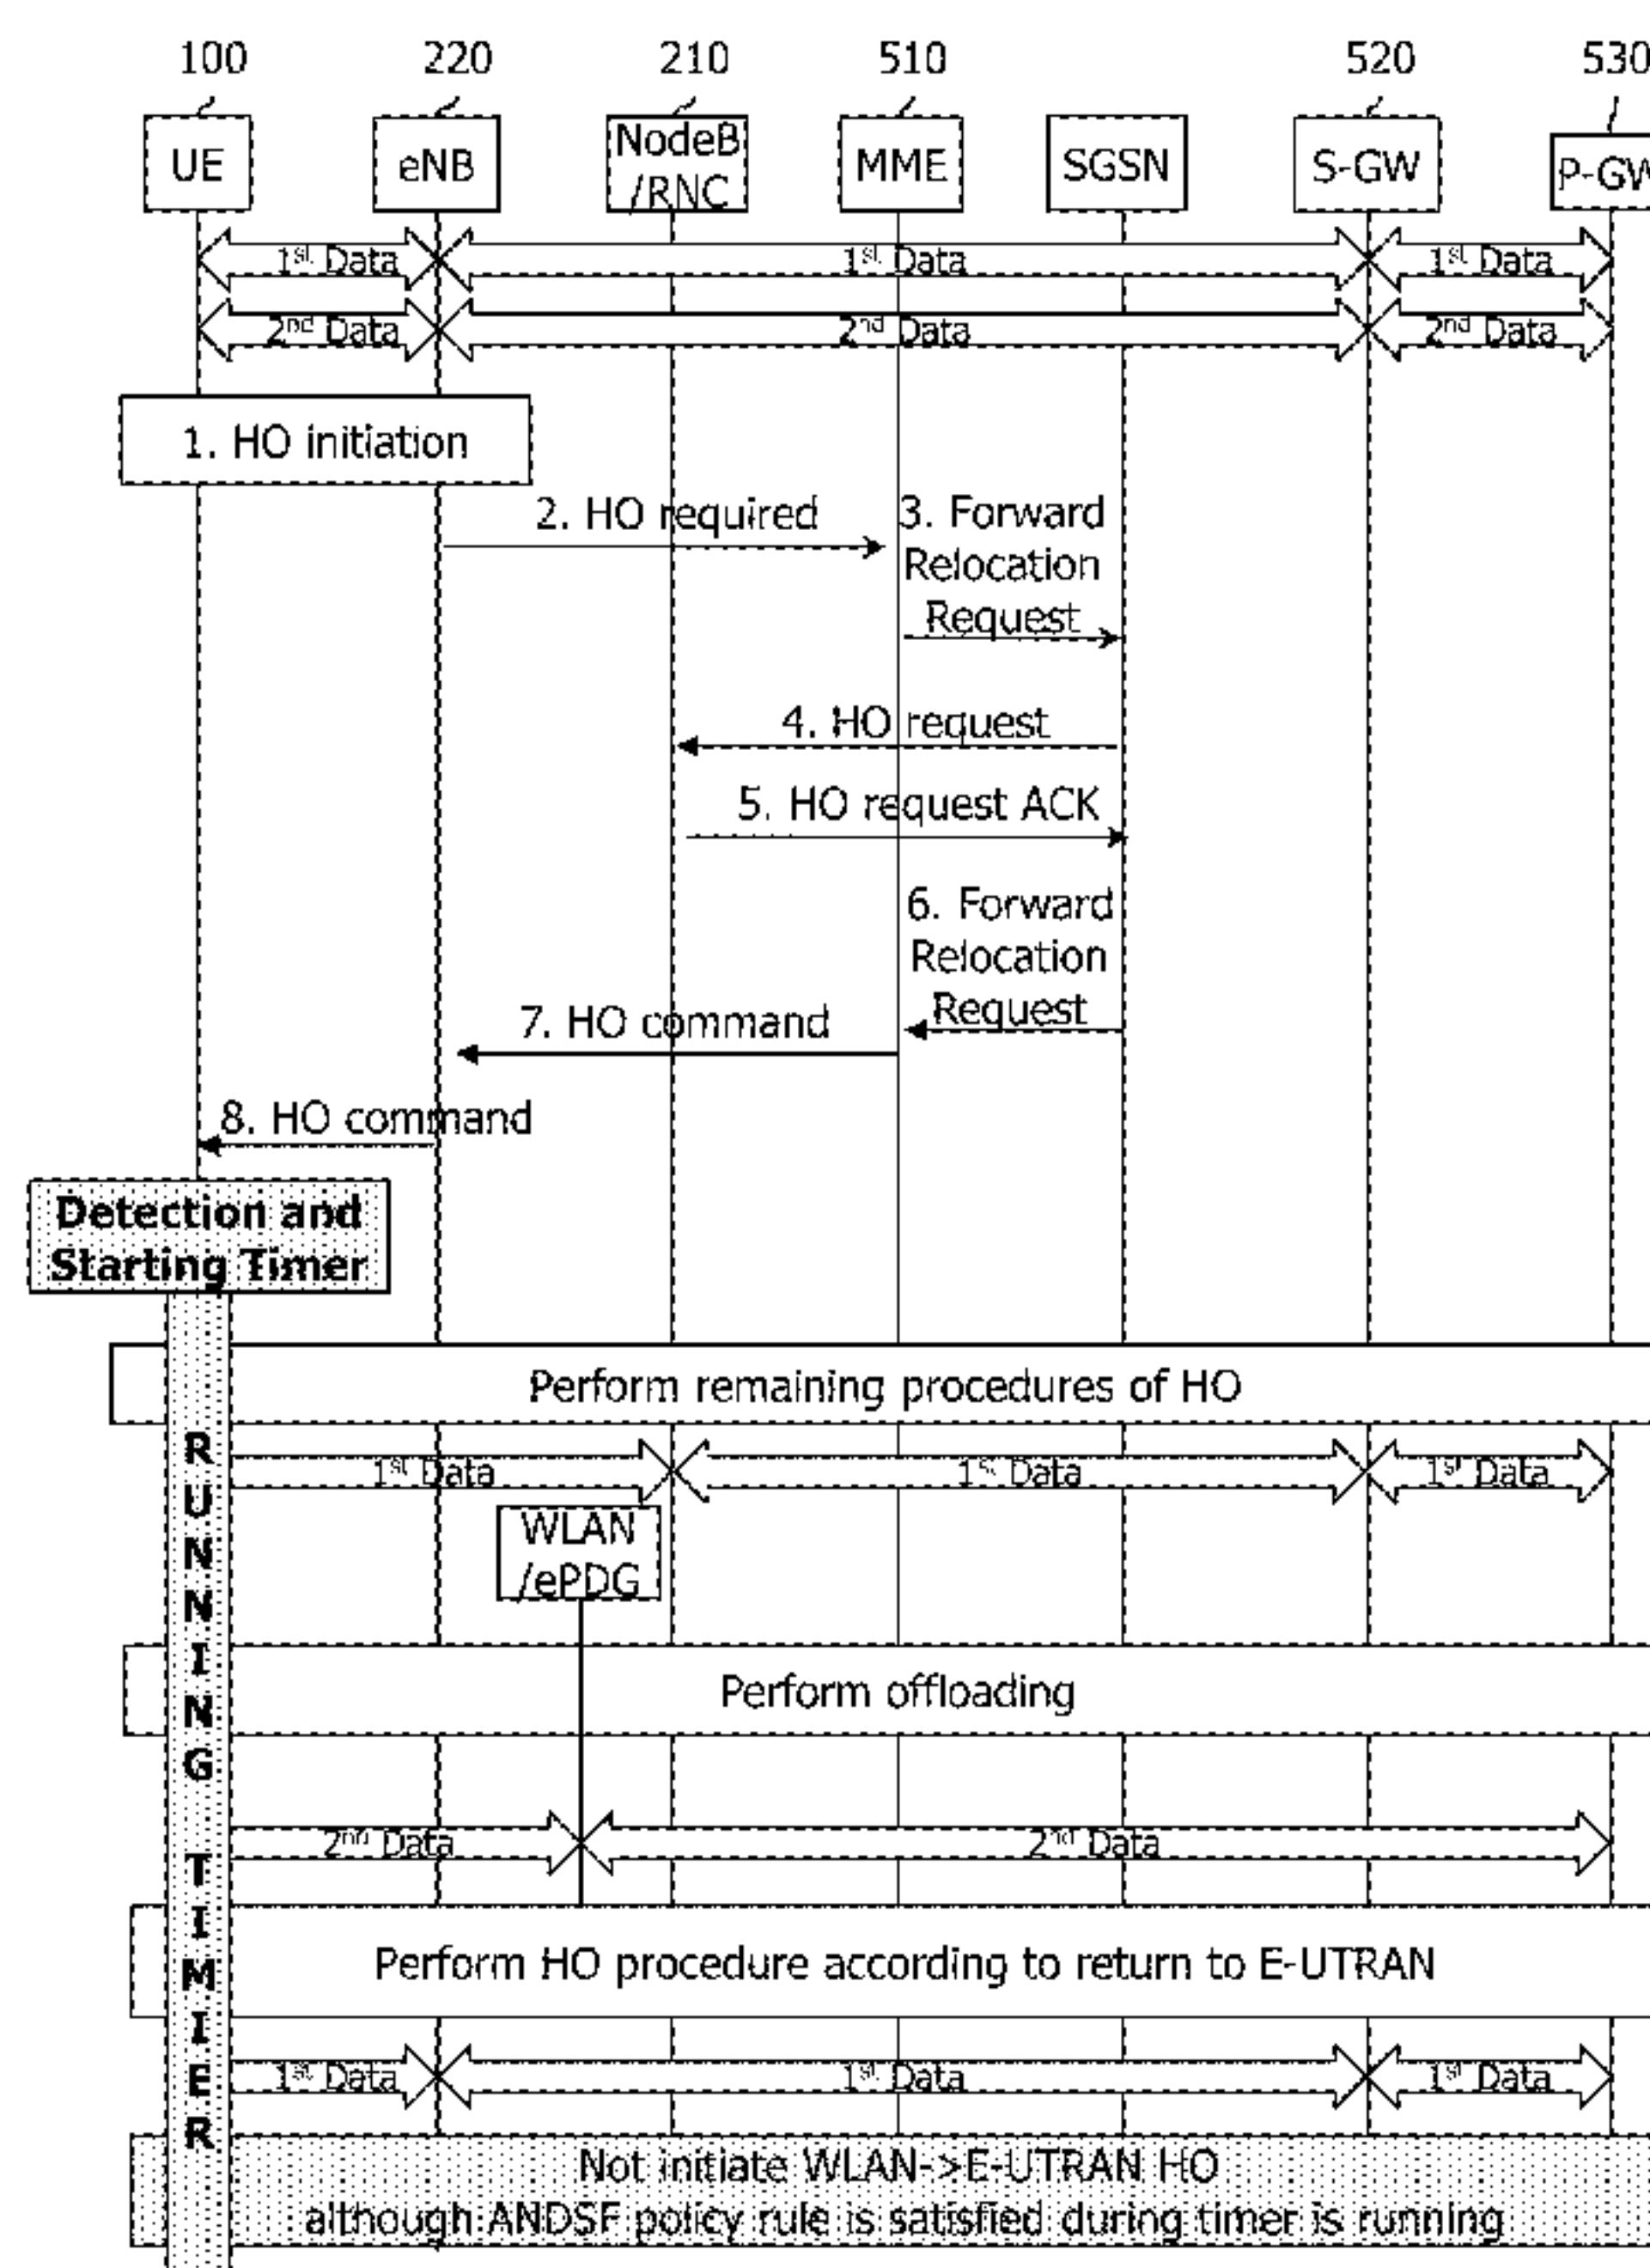 100 220 210 510 520 530
UE eNB NodeB /RNC MME SGSN S-GW P-GW
1st Data 1st Data 1st Data
2nd Data 2nd Data 2nd Data
1. HO initiation
2. HO required
3. Forward
Relocation
Request
4. HO request
5. HO request ACK
6. Forward
Relocation
Request
7. HO command
8. HO command
Detection and
Starting Timer
RUNNING TIMIER
Perform remaining procedures of HO
1st Data 1st Data 1st Data
WLAN
/ePDG
Perform offloading
2nd Data 2nd Data
Perform HO procedure according to return to E-UTRAN
1st Data 1st Data 1st Data
Not initiate WLAN->E-UTRAN HO
although ANDSF policy rule is satisfied during timer is running